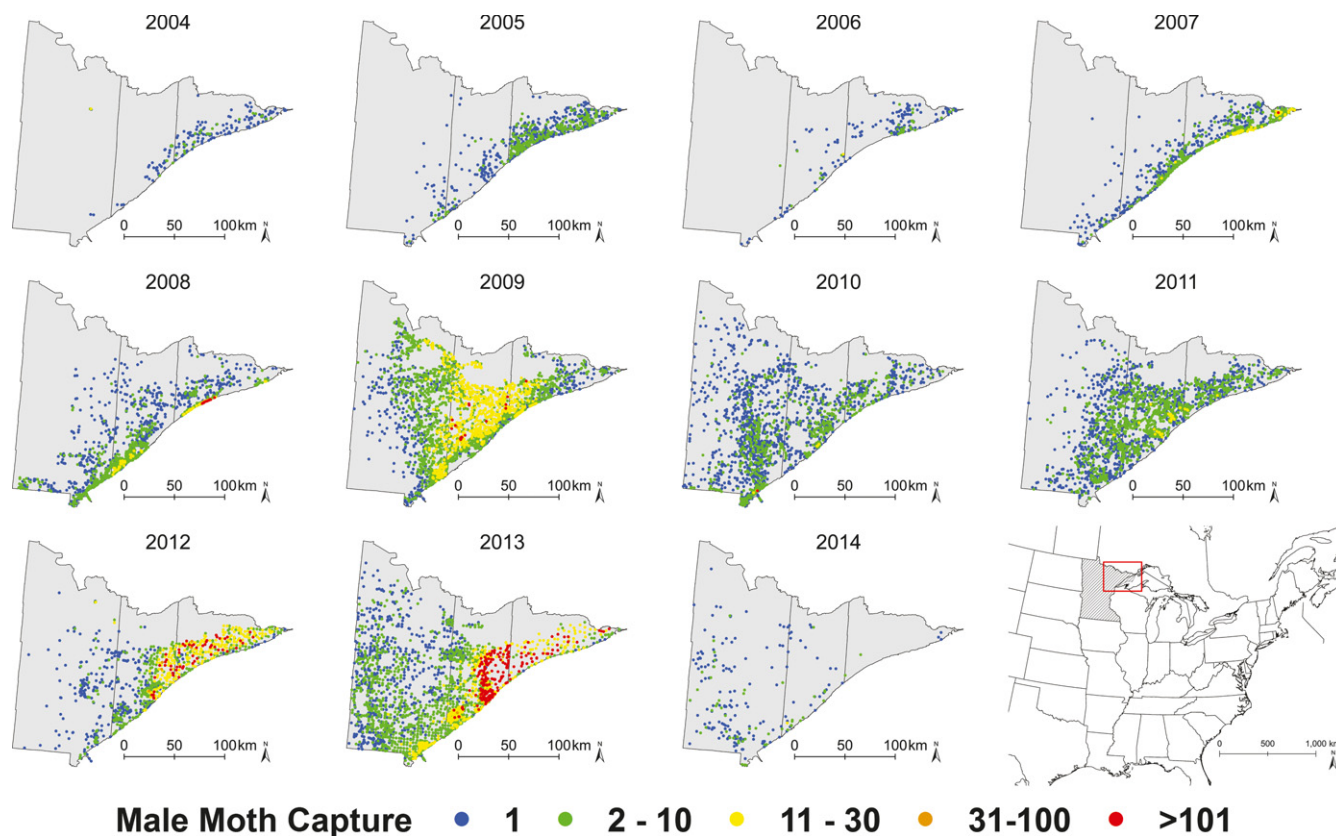 2004 2005 2006 2007
0 50 100km N 0 50 100km N 0 50 100km N 0 50 100km N
2008 2009 2010 2011
0 50 100km N 0 50 100km N 0 50 100km N 0 50 100km N
2012 2013 2014
0 50 100km N 0 50 100km N 0 50 100km N 0 500 1,000 km N
Male Moth Capture 1 2 - 10 11 - 30 31-100 >101